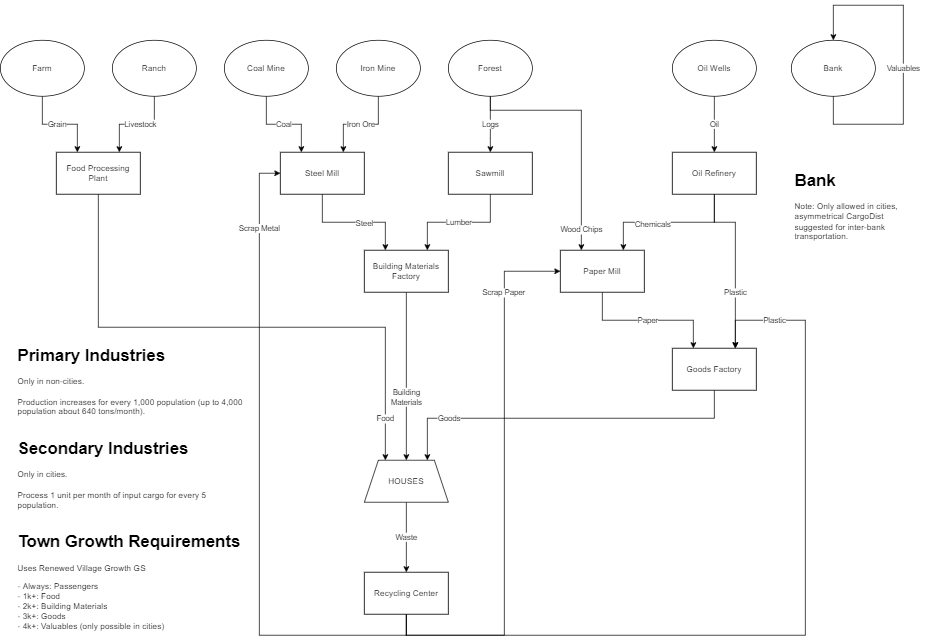 Farm
Ranch
Coal Mine
Iron Mine
Forest
Oil Wells
Bank
Valuables
Grain
Livestock
Coal
Iron Ore
Logs
Oil
Food Processing
Plant
Steel Mill
Sawmill
Oil Refinery
Bank
Note: Only allowed in cities,
asymmetrical CargoDist
suggested for inter-bank
transportation.
Scrap Metal
Steel
Lumber
Wood Chips
Chemicals
Building Materials
Factory
Paper Mill
Scrap Paper
Plastic
Paper
Plastic
Goods Factory
Primary Industries
Only in non-cities.
Production increases for every 1,000 population (up to 4,000
population about 640 tons/month).
Building
Materials
Food
Goods
Secondary Industries
Only in cities.
Process 1 unit per month of input cargo for every 5
population.
HOUSES
Waste
Town Growth Requirements
Uses Renewed Village Growth GS
- Always: Passengers
- 1k+: Food
- 2k+: Building Materials
- 3k+: Goods
- 4k+: Valuables (only possible in cities)
Recycling Center